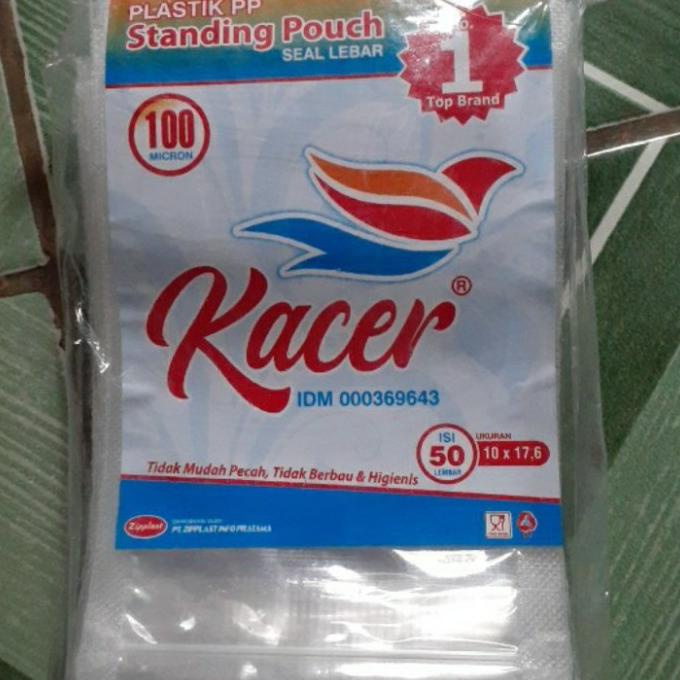 PLASTIK PP
Standing Pouch
SEAL LEBAR
1
Top Brand
100
MICRON
Kacer®
IDM 000369643
ISI
50
LEMBAR
UKURAN
10 x 17,6
Tidak Mudah Pecah, Tidak Berbau & Higienis
Zipplast
PT. ZIPPLAST INFO PRATAMA